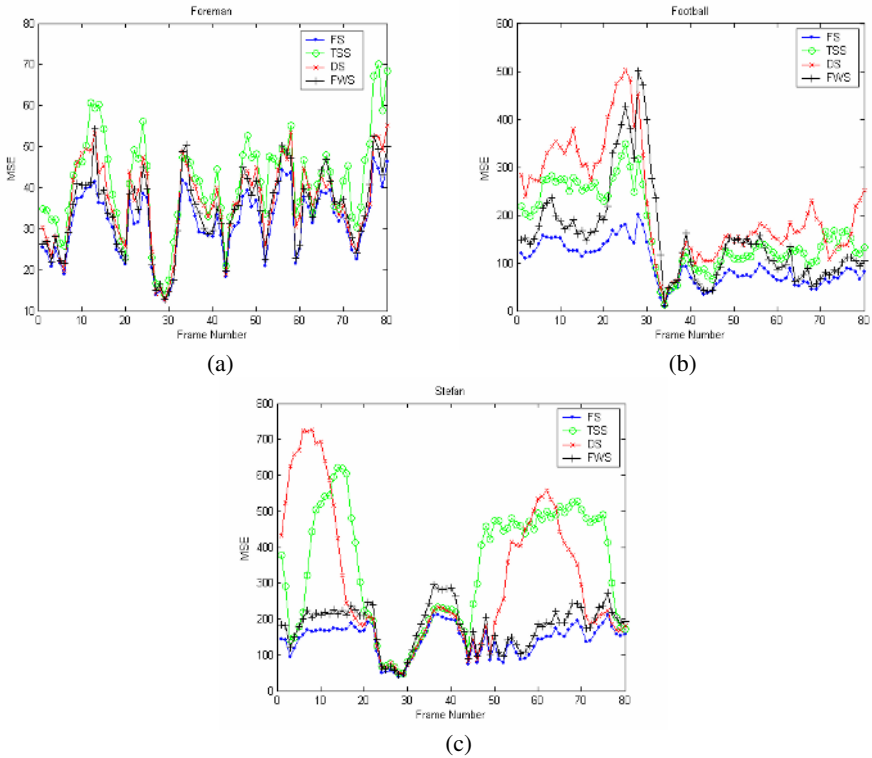 Foreman
80
70
60
50
40
30
20
10
MSE
0 10 20 30 40 50 60 70 80
Frame Number
FS
TSS
DS
FWS
(a)
Football
600
500
400
300
200
100
0
MSE
0 10 20 30 40 50 60 70 80
Frame Number
FS
TSS
DS
FWS
(b)
Stefan
800
700
600
500
400
300
200
100
0
MSE
0 10 20 30 40 50 60 70 80
Frame Number
FS
TSS
DS
FWS
(c)